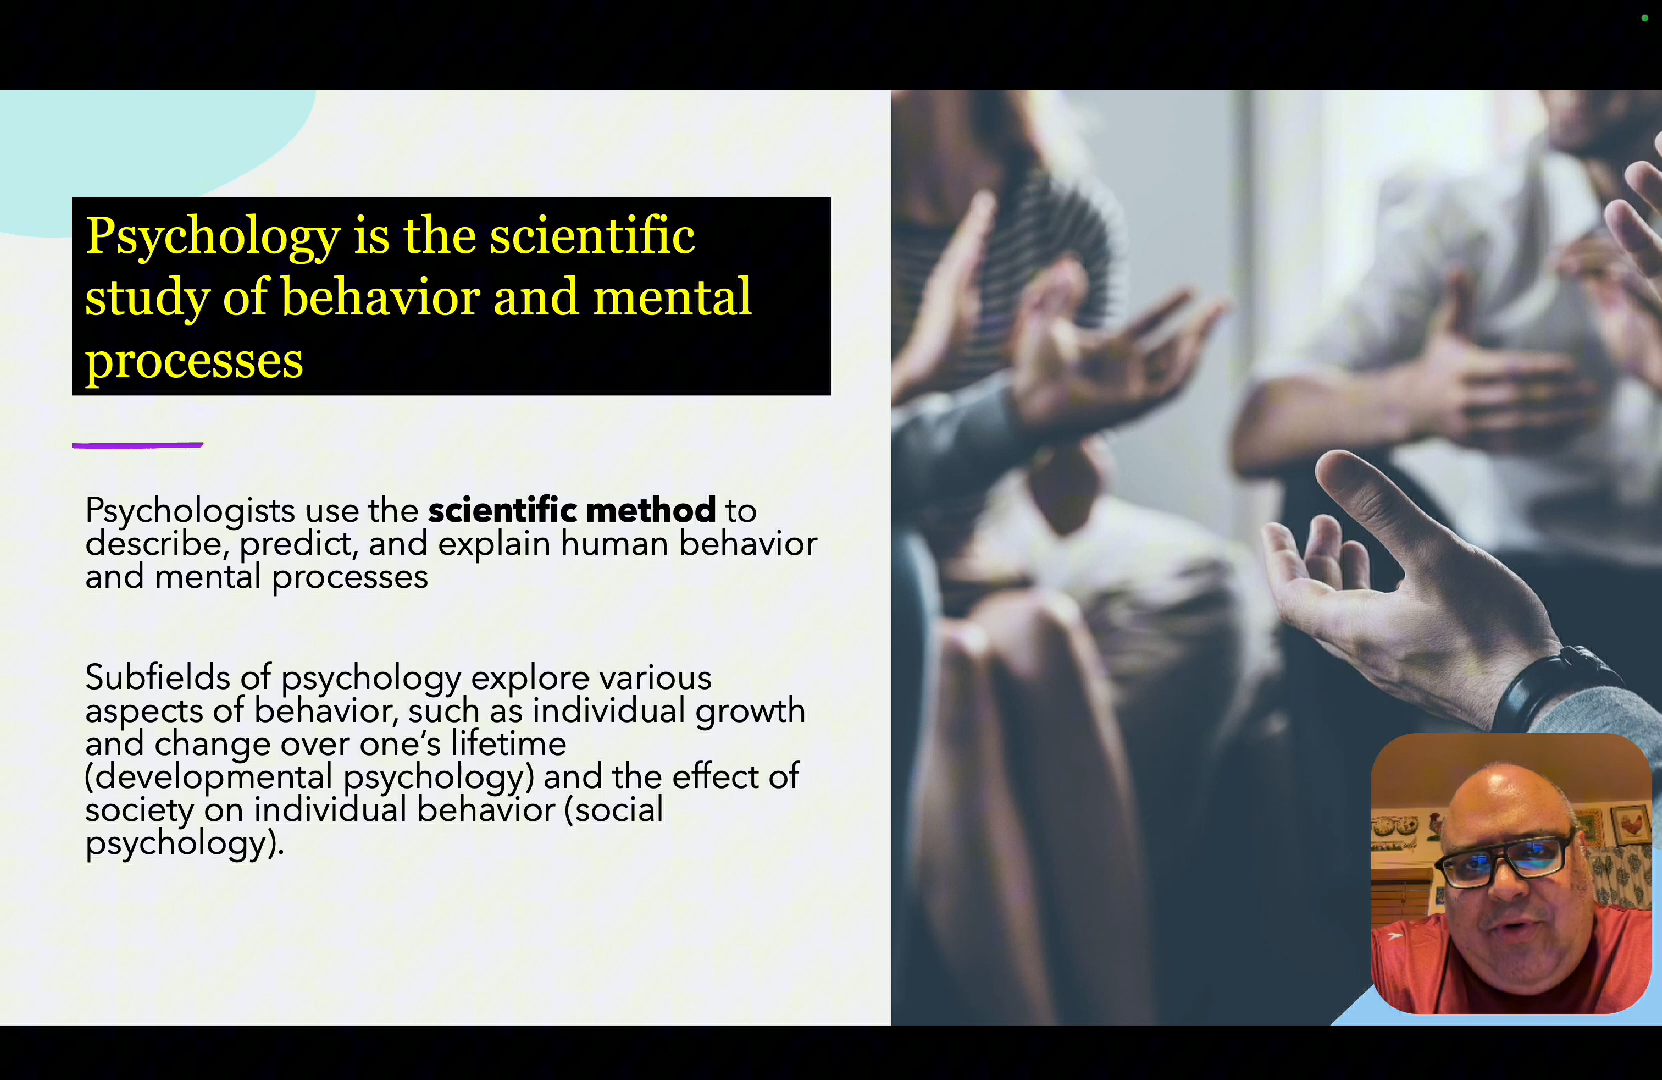 Psychology is the scientific
study of behavior and mental
processes
Psychologists use the scientific method to
describe, predict, and explain human behavior
and mental processes
Subfields of psychology explore various
aspects of behavior, such as individual growth
and change over one’s lifetime
(developmental psychology) and the effect of
society on individual behavior (social
psychology).